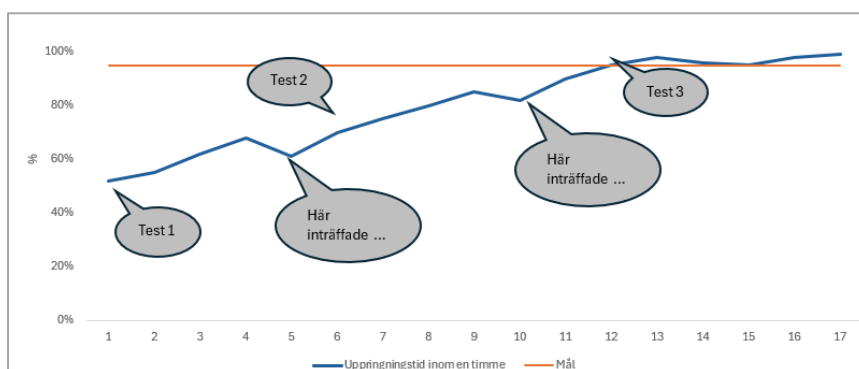 100%
80%
60%
40%
20%
0%
%
Test 1
Test 2
Här
inträffade ...
Här
inträffade ...
Test 3
1 2 3 4 5 6 7 8 9 10 11 12 13 14 15 16 17
Uppringningstid inom en timme Mål